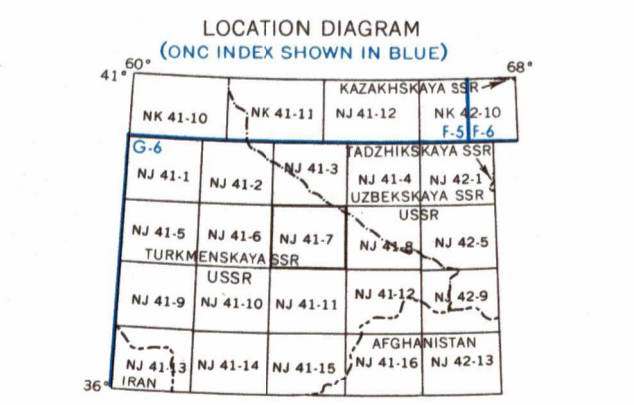 LOCATION DIAGRAM
(ONC INDEX SHOWN IN BLUE)
41° 60° 68°
KAZAKHSKAYA SSR
NK 41-10 NK 41-11 NJ 41-12 NK 42-10
F-5 F-6
G-6 TADZHIKSKAYA SSR
NJ 41-1 NJ 41-2 NJ 41-3 NJ 41-4 NJ 42-1
UZBEKSKAYA SSR
USSR
NJ 41-5 NJ 41-6 NJ 41-7 NJ 41-8 NJ 42-5
TURKMENSKAYA SSR
USSR
NJ 41-9 NJ 41-10 NJ 41-11 NJ 41-12 NJ 42-9
AFGHANISTAN
NJ 41-13 NJ 41-14 NJ 41-15 NJ 41-16 NJ 42-13
36° IRAN